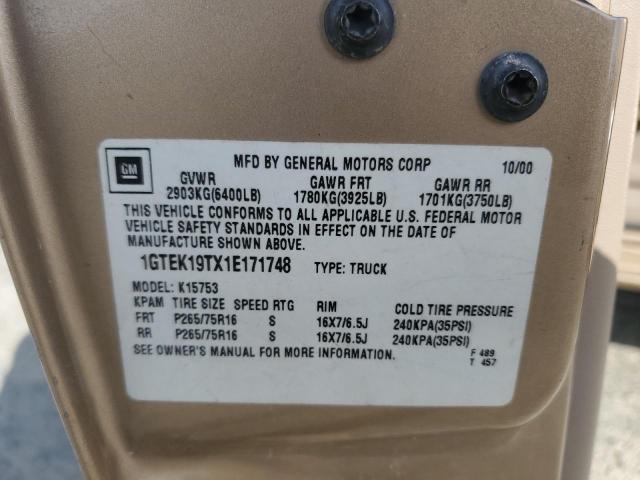 MFD BY GENERAL MOTORS CORP 10/00
GM
GVWR GAWR FRT GAWR RR
2903KG(6400LB) 1780KG(3925LB) 1701KG(3750LB)
THIS VEHICLE CONFORMS TO ALL APPLICABLE U.S. FEDERAL MOTOR
VEHICLE SAFETY STANDARDS IN EFFECT ON THE DATE OF
MANUFACTURE SHOWN ABOVE.
1GTEK19TX1E171748 TYPE: TRUCK
MODEL: K15753
KPAM TIRE SIZE SPEED RTG RIM COLD TIRE PRESSURE
FRT P265/75R16 S 16X7/6.5J 240KPA(35PSI)
RR P265/75R16 S 16X7/6.5J 240KPA(35PSI)
SEE OWNER'S MANUAL FOR MORE INFORMATION. F 489
T 457